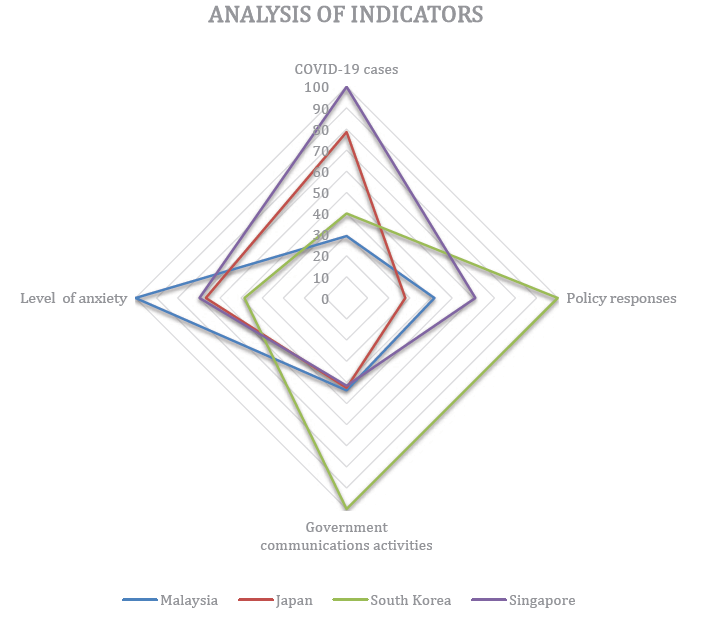 ANALYSIS OF INDICATORS
COVID-19 cases
100
90
80
70
60
50
40
30
20
10
0
Level of anxiety
Policy responses
Government
communications activities
Malaysia Japan South Korea Singapore